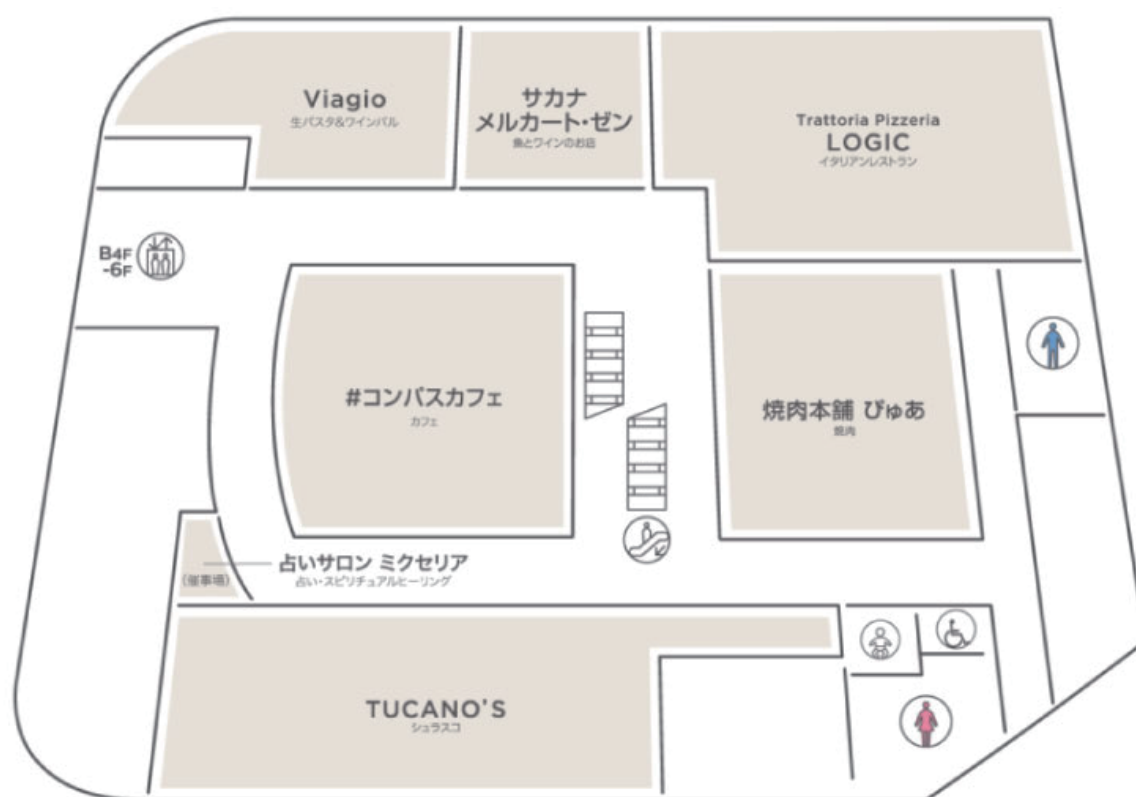 Viagio
生パスタ&ワインバル
サカナ
メルカート・ゼン
魚とワインのお店
Trattoria Pizzeria
LOGIC
イタリアンレストラン
B4F
-6F
#コンパスカフェ
カフェ
焼肉本舗 ぴゅあ
焼肉
占いサロン ミクセリア
(催事場)
占い・スピリチュアルヒーリング
TUCANO'S
シュラスコ